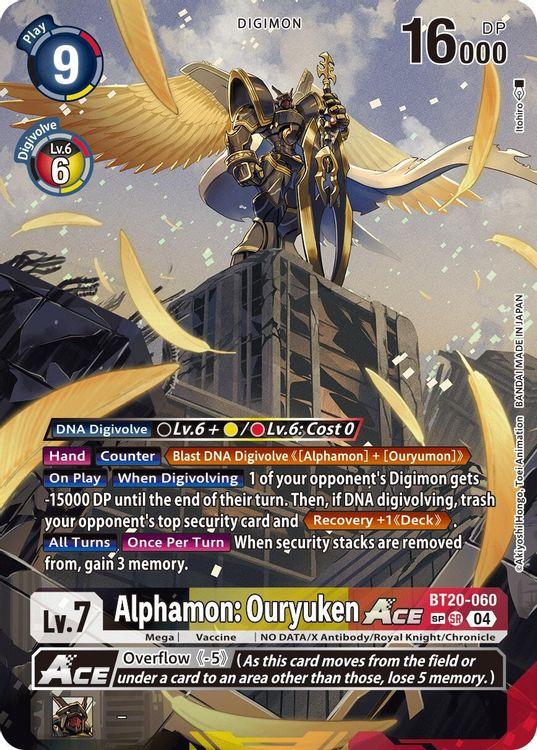 Play
9
DIGIMON
16000
DP
Digivolve
Lv.6
6
Itohiro
DNA Digivolve Lv.6 + / Lv.6: Cost 0
Hand Counter Blast DNA Digivolve《[Alphamon] + [Ouryumon]》
On Play When Digivolving 1 of your opponent's Digimon gets
-15000 DP until the end of their turn. Then, if DNA digivolving, trash
your opponent's top security card and Recovery +1《Deck》.
All Turns Once Per Turn When security stacks are removed
from, gain 3 memory.
©Akiyoshi Hongo, Toei Animation BANDAI MADE IN JAPAN
Lv.7
Alphamon: Ouryuken ACE
BT20-060
SP SR 04
Mega | Vaccine | NO DATA/X Antibody/Royal Knight/Chronicle
ACE Overflow《-5》(As this card moves from the field or
under a card to an area other than those, lose 5 memory.)
-